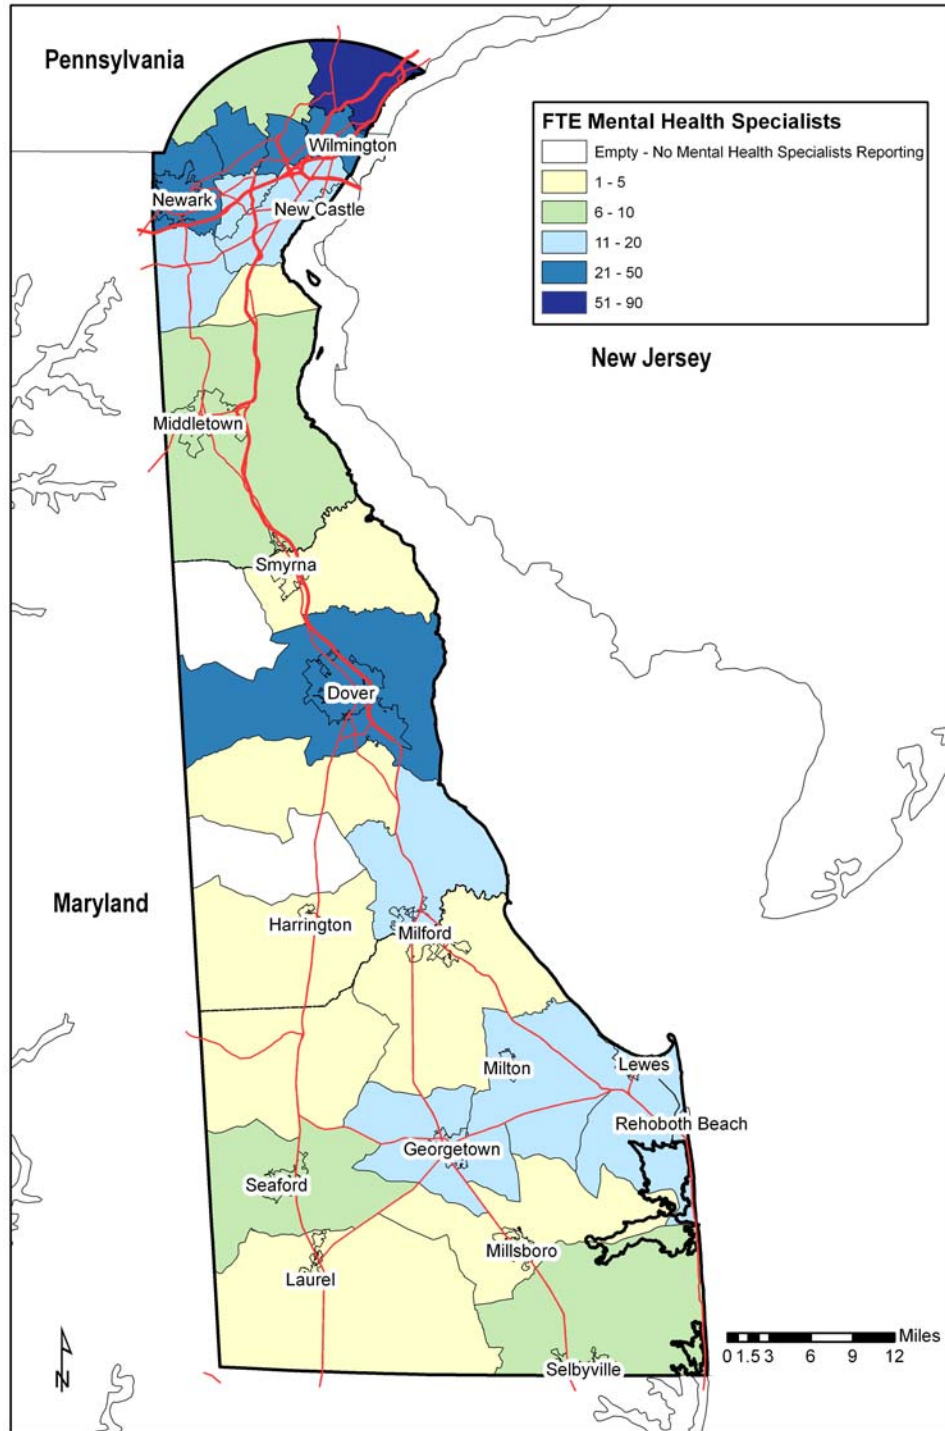 Pennsylvania
FTE Mental Health Specialists
Empty - No Mental Health Specialists Reporting
1 - 5
6 - 10
11 - 20
21 - 50
51 - 90
Wilmington
Newark
New Castle
New Jersey
Middletown
Smyrna
Dover
Maryland
Harrington
Milford
Milton
Lewes
Rehoboth Beach
Georgetown
Seaford
Millsboro
Laurel
Selbyville
Miles
0 1.5 3 6 9 12
N